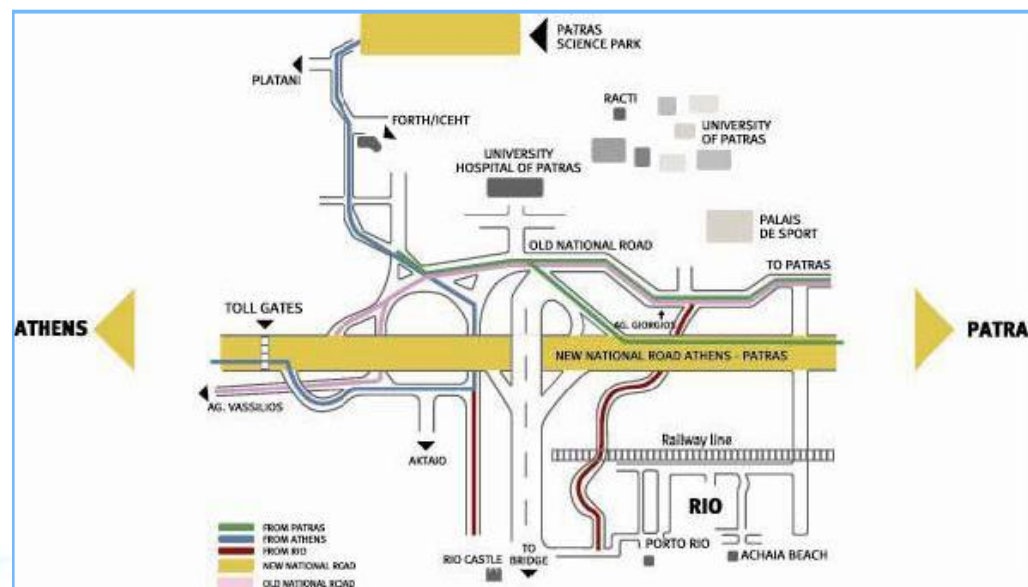 PATRAS
SCIENCE PARK
PLATANI
RACTI
FORTH/ICEHT
UNIVERSITY
OF PATRAS
UNIVERSITY
HOSPITAL OF PATRAS
PALAIS
DE SPORT
OLD NATIONAL ROAD
TO PATRAS
TOLL GATES
ATHENS
AG. GIORGIOS
PATRA
NEW NATIONAL ROAD ATHENS - PATRAS
AG. VASSILIOS
AKTAIO
Railway line
RIO
FROM PATRAS
FROM ATHENS
FROM RIO
NEW NATIONAL ROAD
OLD NATIONAL ROAD
RIO CASTLE
TO
BRIDGE
PORTO RIO
ACHAIA BEACH